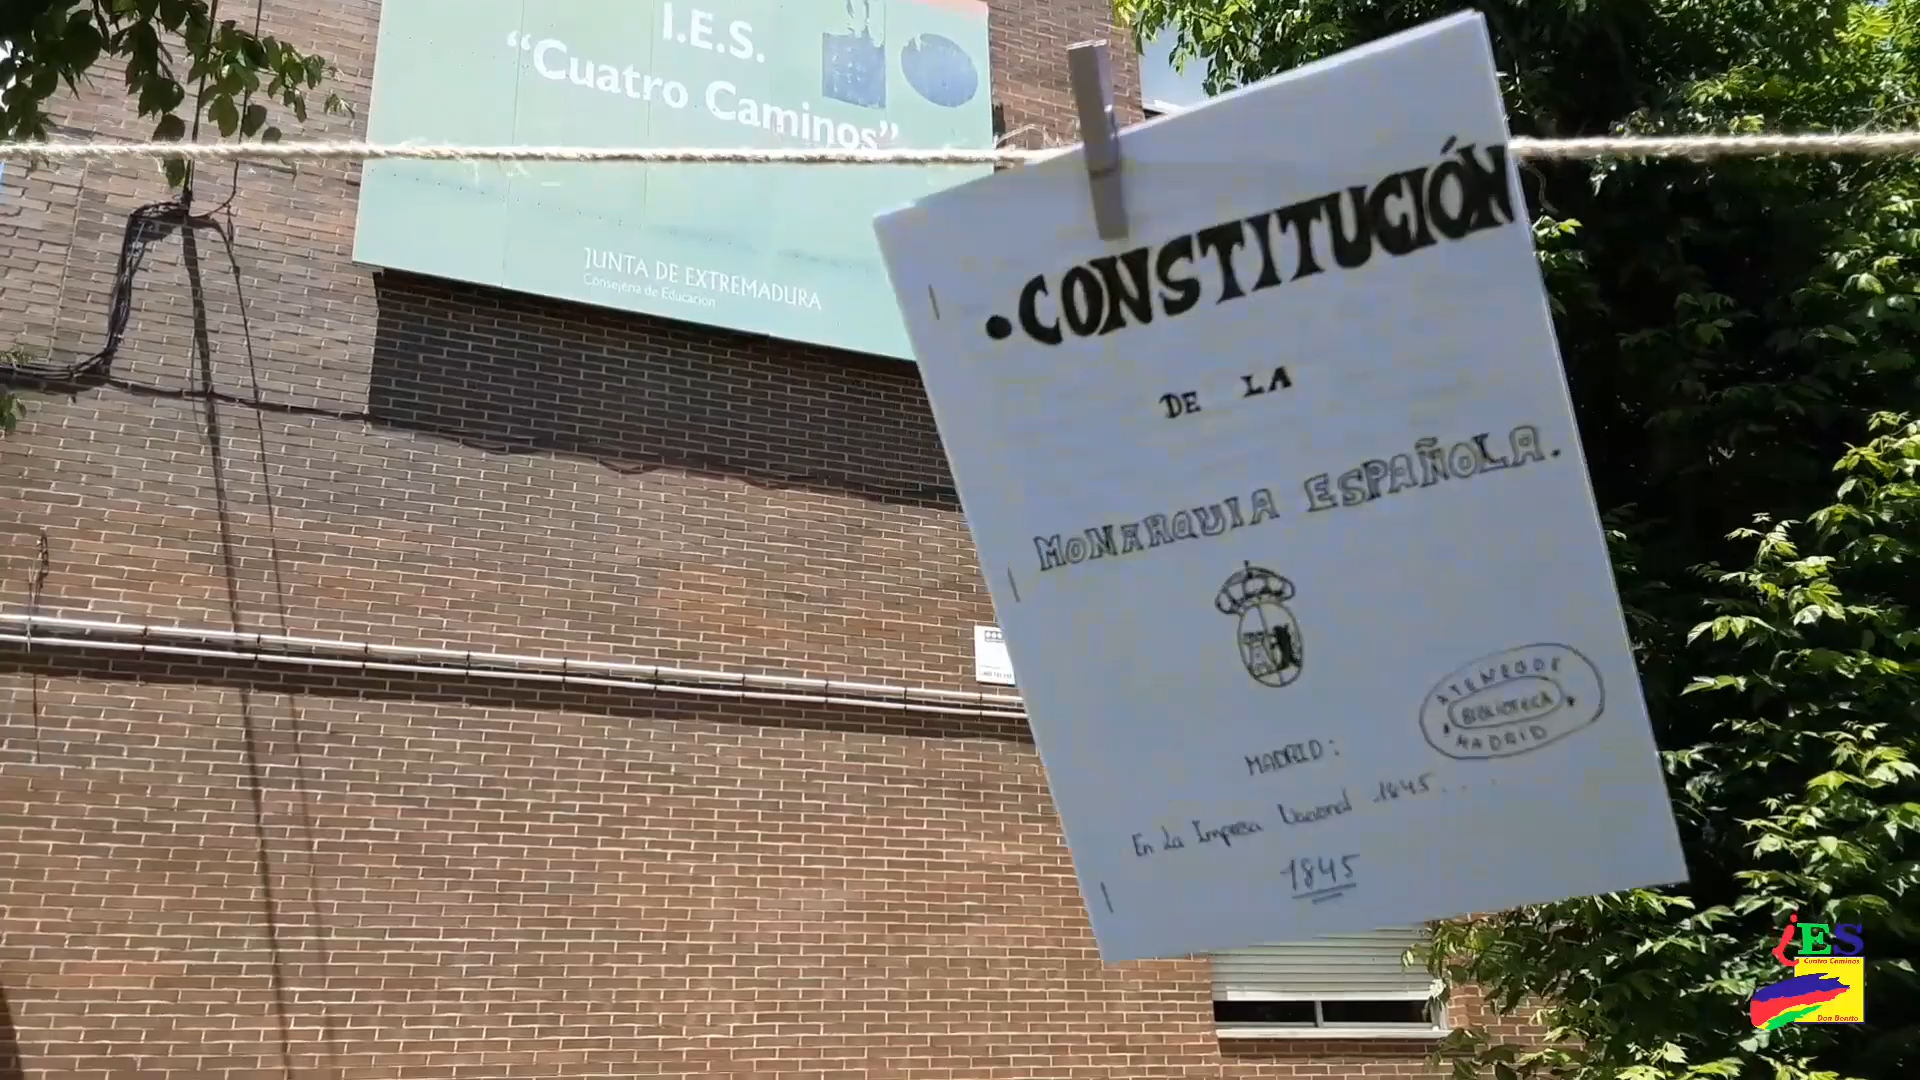 I.E.S.
“Cuatro Caminos”
JUNTA DE EXTREMADURA
Consejería de Educación
•CONSTITUCIÓN
DE LA
MONARQUIA ESPAÑOLA.
ATENEO DE
BIBLIOTECA
MADRID
MADRID:
En La Impresa Nacional 1845...
1845
iES
Cuatro Caminos
Don Benito